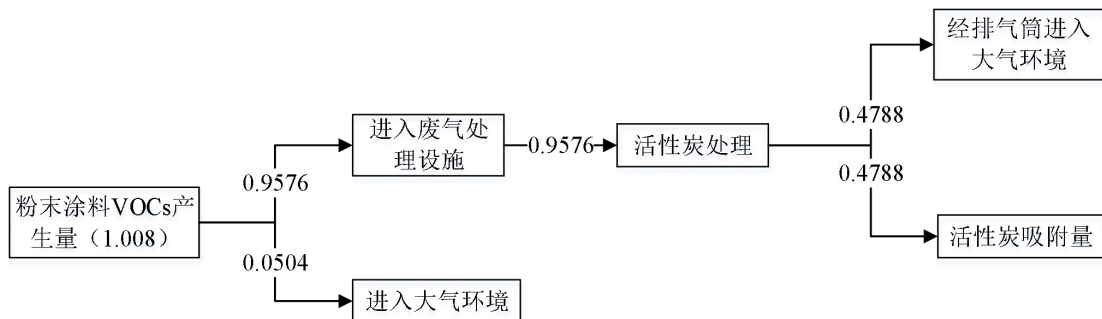 经排气筒进入
大气环境
0.4788
进入废气处
理设施
0.9576
活性炭处理
0.4788
0.9576
粉末涂料VOCs产
生量（1.008）
0.0504
活性炭吸附量
进入大气环境